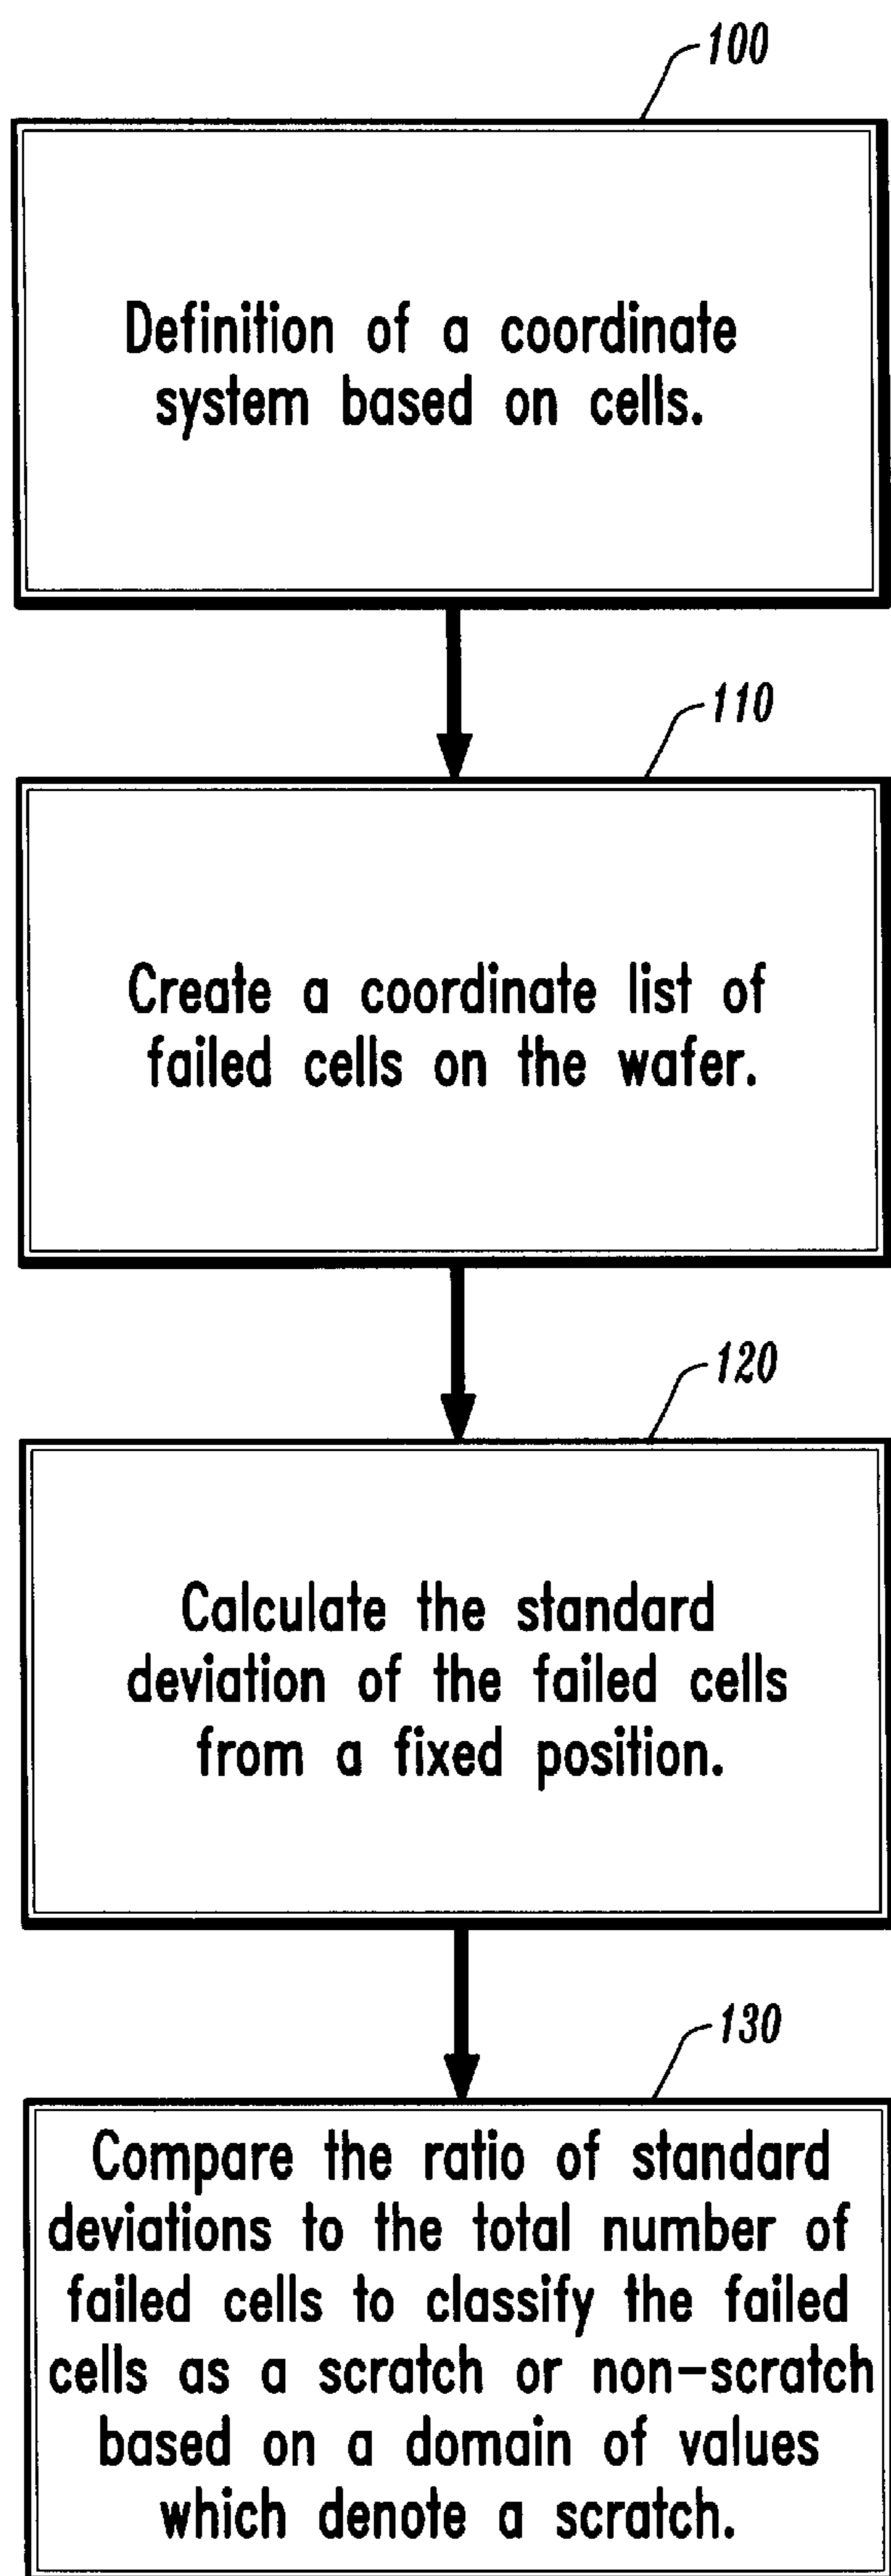 100
Definition of a coordinate
system based on cells.
110
Create a coordinate list of
failed cells on the wafer.
120
Calculate the standard
deviation of the failed cells
from a fixed position.
130
Compare the ratio of standard
deviations to the total number of
failed cells to classify the failed
cells as a scratch or non-scratch
based on a domain of values
which denote a scratch.